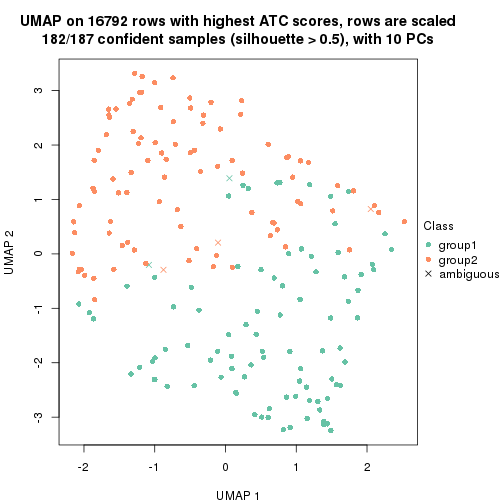 UMAP on 16792 rows with highest ATC scores, rows are scaled
182/187 confident samples (silhouette > 0.5), with 10 PCs
3
2
1
0
-1
-2
-3
UMAP 2
-2
-1
0
1
2
UMAP 1
Class
group1
group2
ambiguous